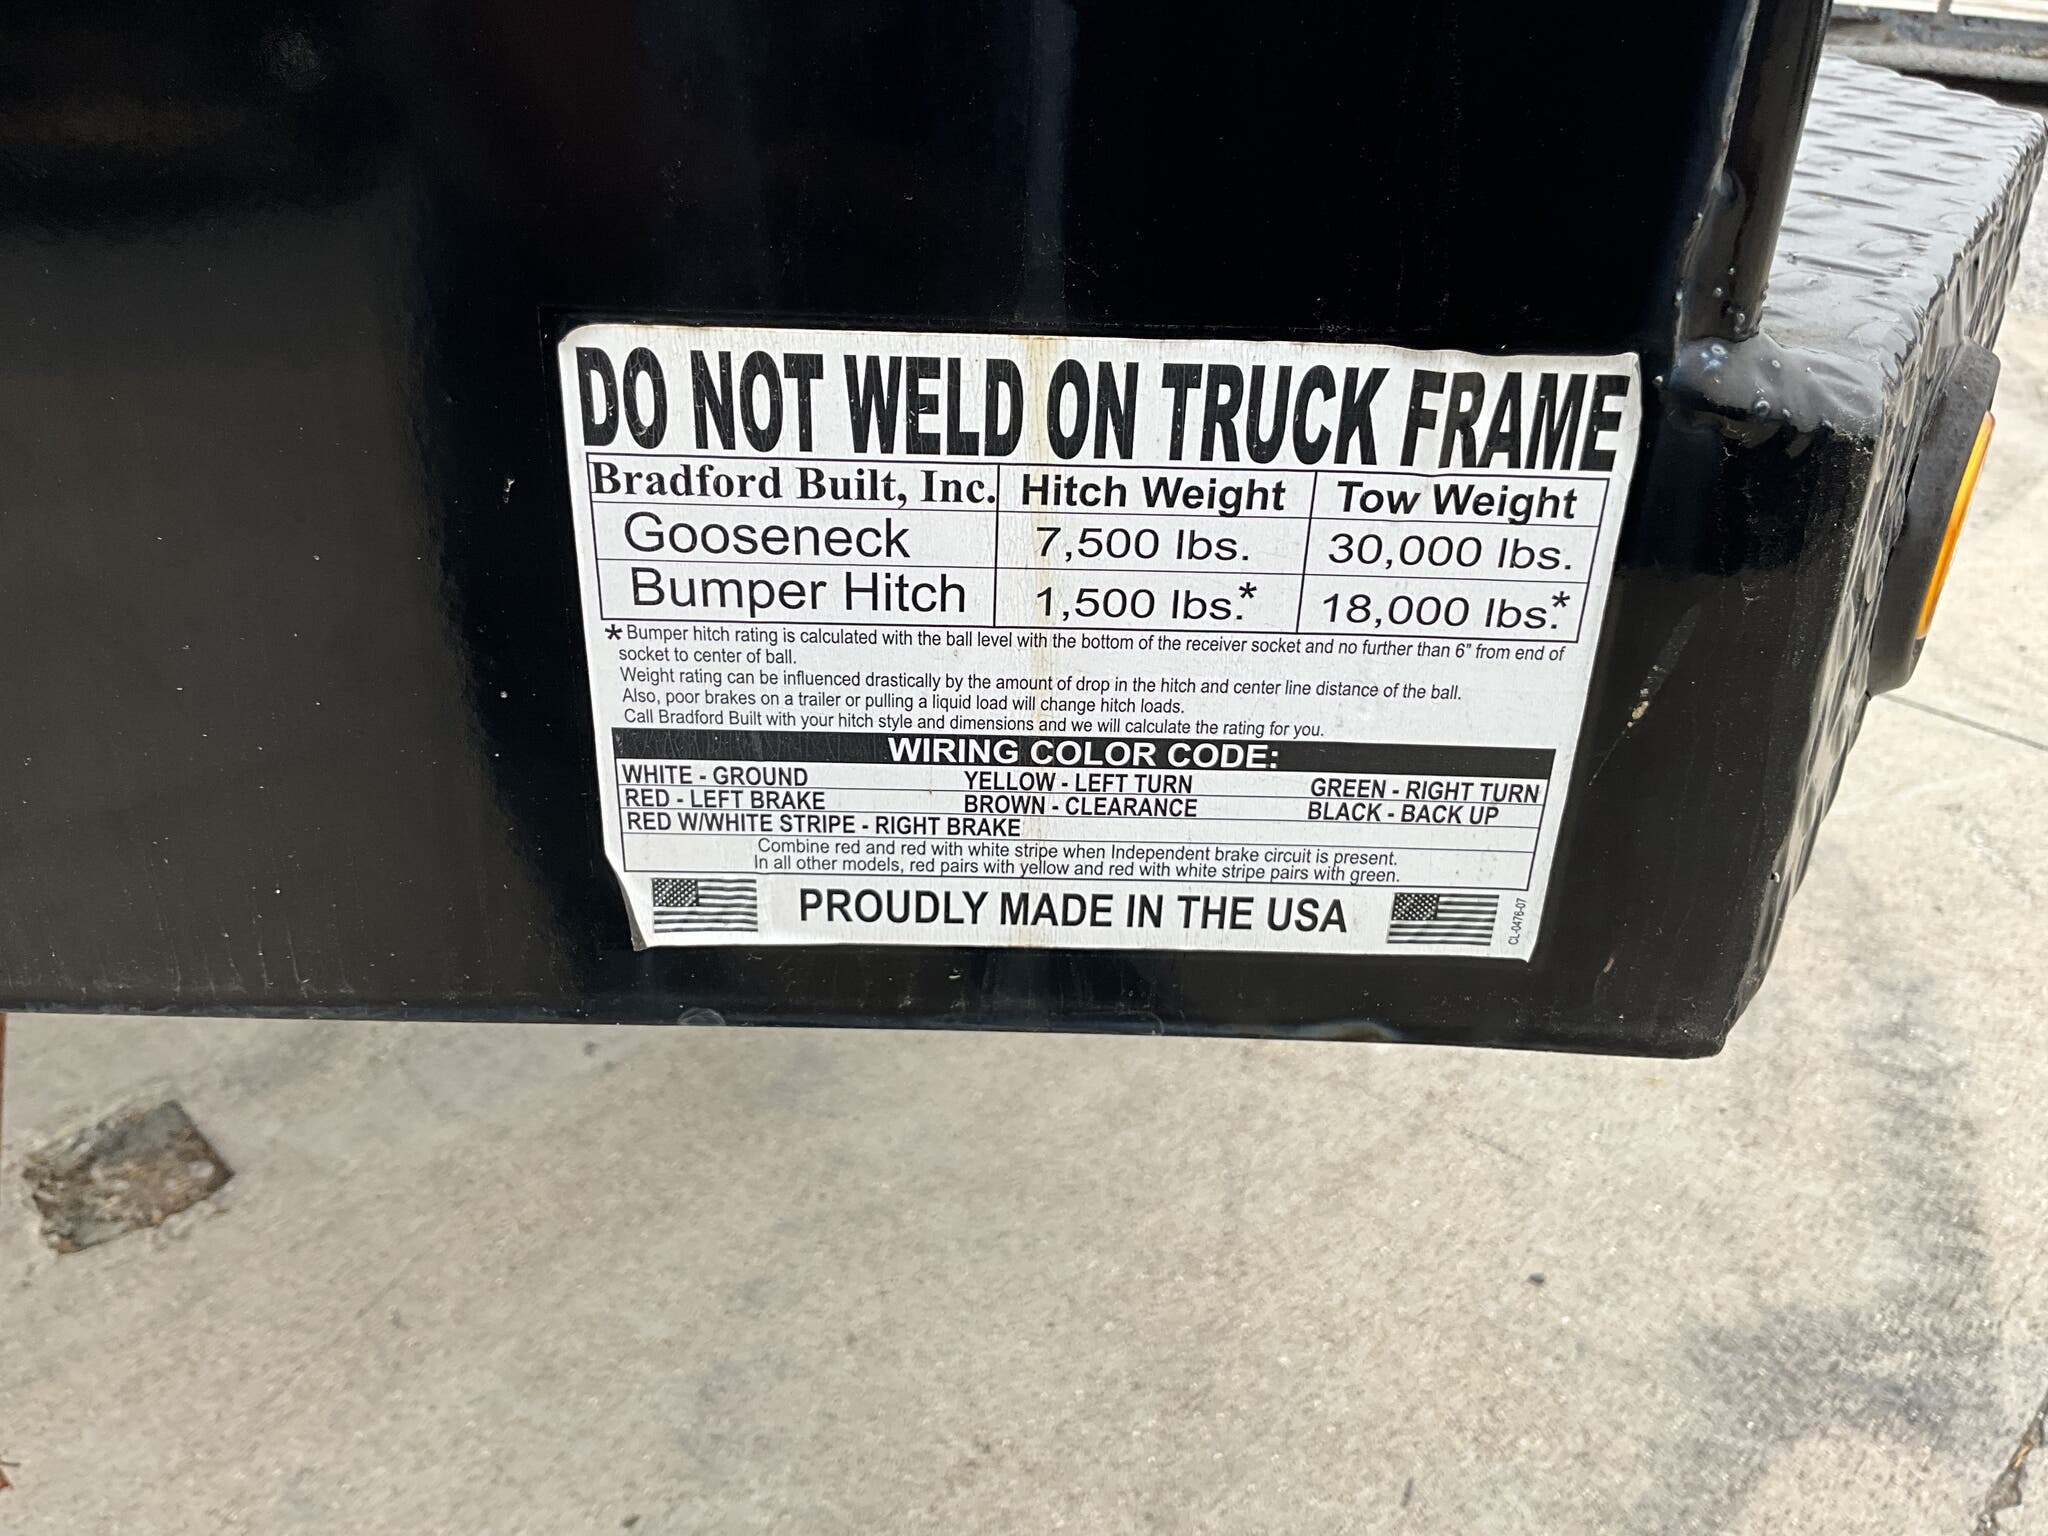 DO NOT WELD ON TRUCK FRAME
Bradford Built, Inc. Hitch Weight Tow Weight
Gooseneck 7,500 lbs. 30,000 lbs.
Bumper Hitch 1,500 lbs.* 18,000 lbs.*
* Bumper hitch rating is calculated with the ball level with the bottom of the receiver socket and no further than 6" from end of
socket to center of ball.
Weight rating can be influenced drastically by the amount of drop in the hitch and center line distance of the ball.
Also, poor brakes on a trailer or pulling a liquid load will change hitch loads.
Call Bradford Built with your hitch style and dimensions and we will calculate the rating for you.
WIRING COLOR CODE:
WHITE - GROUND YELLOW - LEFT TURN GREEN - RIGHT TURN
RED - LEFT BRAKE BROWN - CLEARANCE BLACK - BACK UP
RED W/WHITE STRIPE - RIGHT BRAKE
Combine red and red with white stripe when Independent brake circuit is present.
In all other models, red pairs with yellow and red with white stripe pairs with green.
PROUDLY MADE IN THE USA
CL-0476-07